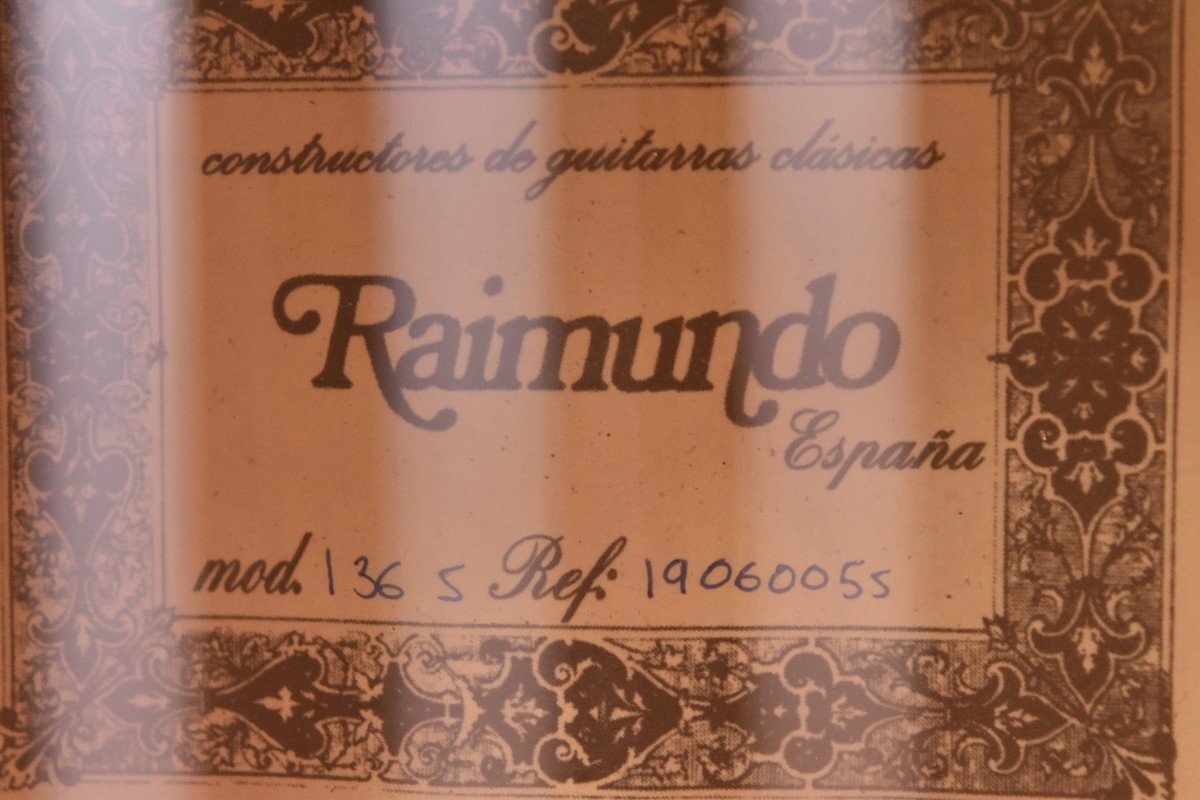 constructores de guitarras clásicas
Raimundo
España
mod. 136 S Ref: 19060055